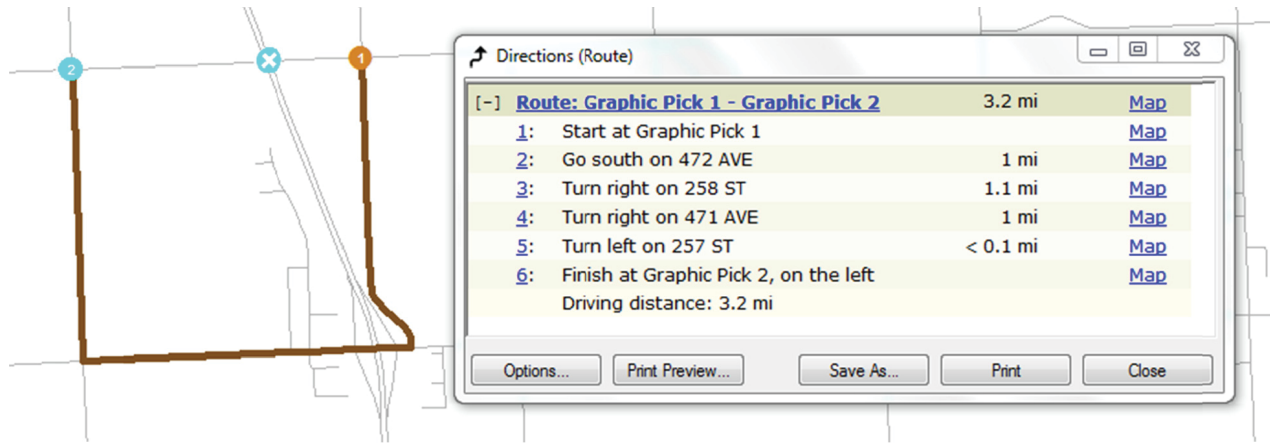 2
1
Directions (Route)
[-] Route: Graphic Pick 1 - Graphic Pick 2 3.2 mi Map
1: Start at Graphic Pick 1 Map
2: Go south on 472 AVE 1 mi Map
3: Turn right on 258 ST 1.1 mi Map
4: Turn right on 471 AVE 1 mi Map
5: Turn left on 257 ST < 0.1 mi Map
6: Finish at Graphic Pick 2, on the left Map
Driving distance: 3.2 mi
Options... Print Preview... Save As... Print Close